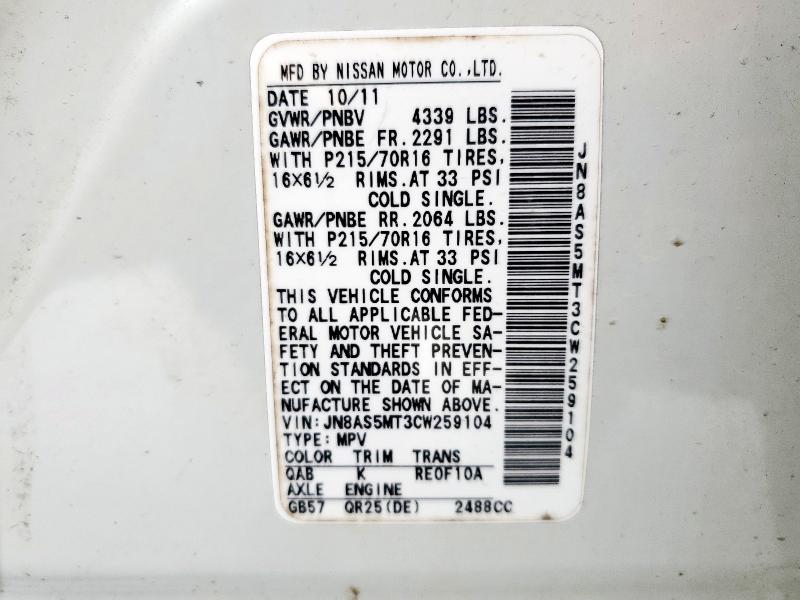 MFD BY NISSAN MOTOR CO.,LTD.
DATE 10/11
GVWR/PNBV 4339 LBS.
GAWR/PNBE FR.2291 LBS.
WITH P215/70R16 TIRES,
16×6½ RIMS.AT 33 PSI
COLD SINGLE.
GAWR/PNBE RR.2064 LBS.
WITH P215/70R16 TIRES,
16×6½ RIMS.AT 33 PSI
COLD SINGLE.
THIS VEHICLE CONFORMS
TO ALL APPLICABLE FED-
ERAL MOTOR VEHICLE SA-
FETY AND THEFT PREVEN-
TION STANDARDS IN EFF-
ECT ON THE DATE OF MA-
NUFACTURE SHOWN ABOVE.
VIN:JN8AS5MT3CW259104
TYPE:MPV
COLOR TRIM TRANS
QAB K RE0F10A
AXLE ENGINE
GB57 QR25(DE) 2488CC
JN8AS5MT3CW259104